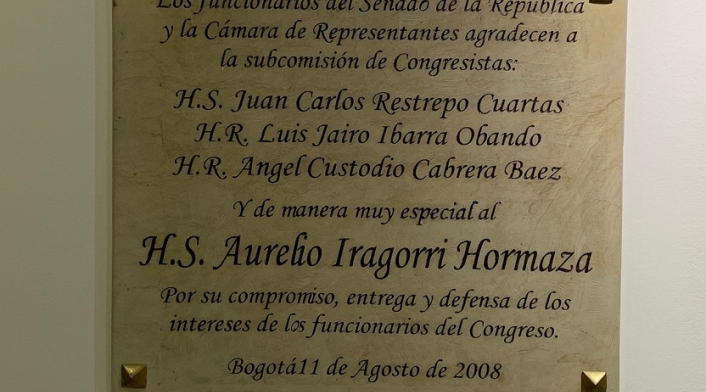 Los funcionarios del Senado de la República
y la Cámara de Representantes agradecen a
la subcomisión de Congresistas:
H.S. Juan Carlos Restrepo Cuartas
H.R. Luis Jairo Ibarra Obando
H.R. Angel Custodio Cabrera Baez
Y de manera muy especial al
H.S. Aurelio Iragorri Hormaza
Por su compromiso, entrega y defensa de los
intereses de los funcionarios del Congreso.
Bogotá11 de Agosto de 2008